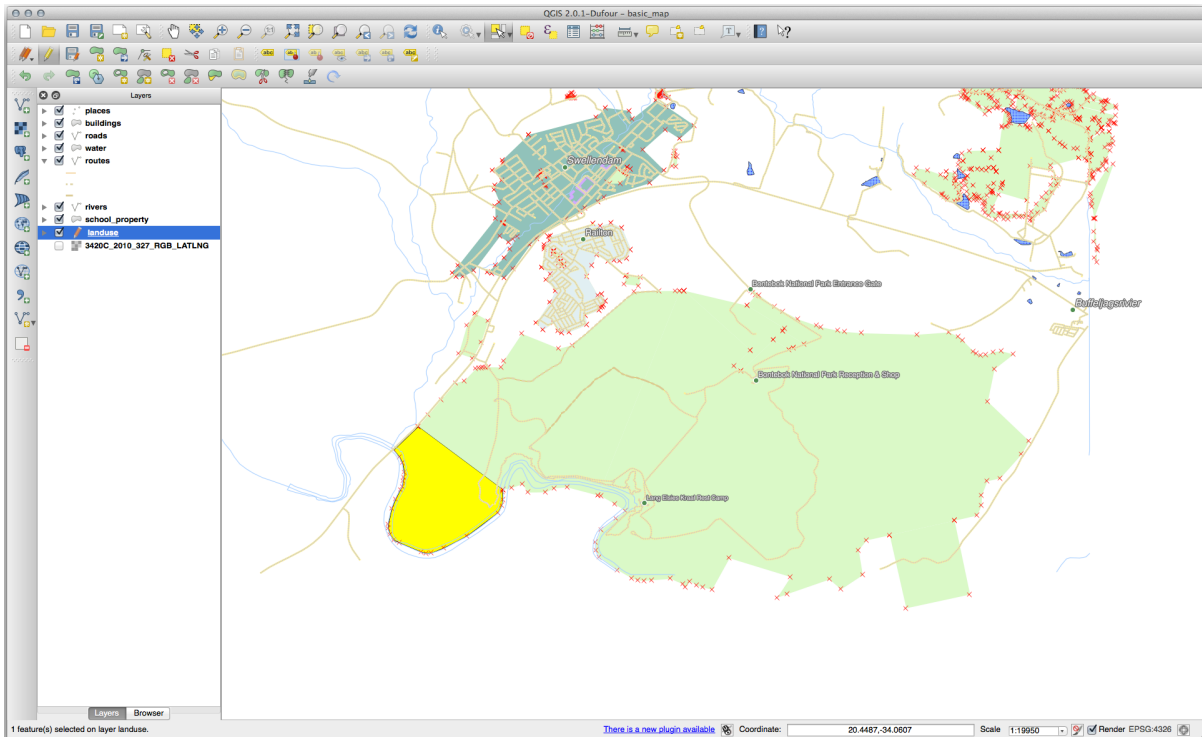 QGIS 2.0.1-Dufour - basic_map
Layers
places
buildings
roads
water
routes
rivers
school_property
landuse
3420C_2010_327_RGB_LATLNG
Swellendam
Railton
Bontebok National Park Entrance Gate
Buffeljagsrivier
Bontebok National Park Reception & Shop
Lang Elsies Kraal Rest Camp
Layers Browser
1 feature(s) selected on layer landuse.
There is a new plugin available
Coordinate:
20.4487,-34.0607
Scale
1:19950
Render
EPSG:4326